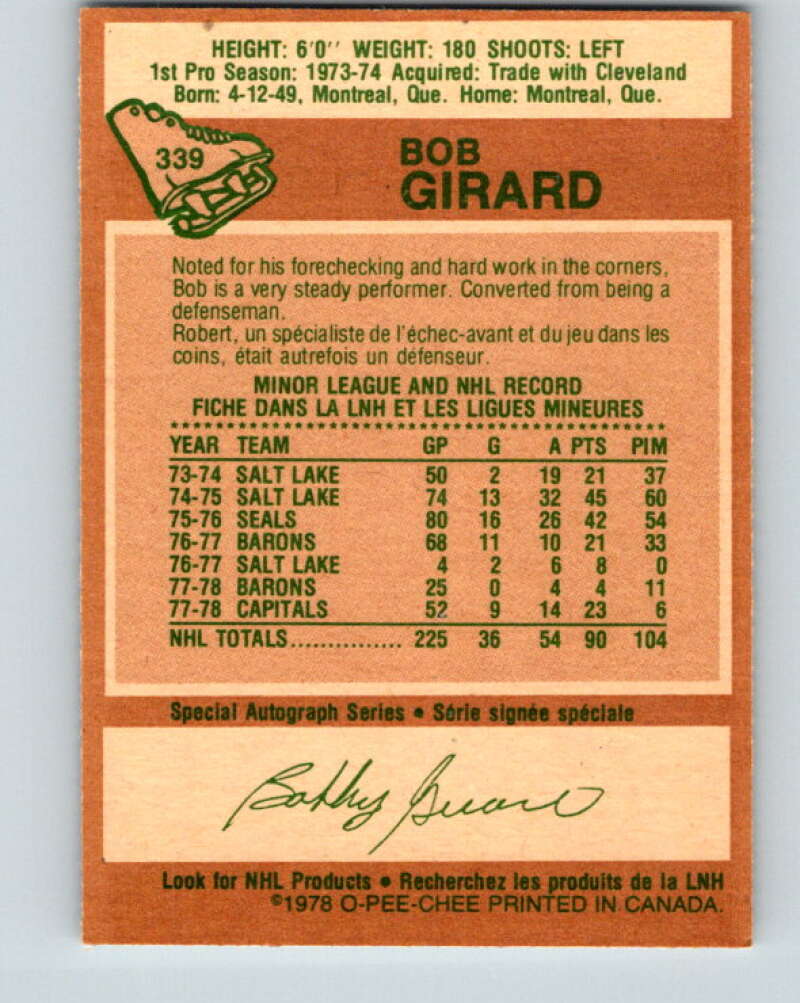 HEIGHT: 6'0'' WEIGHT: 180 SHOOTS: LEFT
1st Pro Season: 1973-74 Acquired: Trade with Cleveland
Born: 4-12-49, Montreal, Que. Home: Montreal, Que.
339
BOB
GIRARD
Noted for his forechecking and hard work in the corners,
Bob is a very steady performer. Converted from being a
defenseman.
Robert, un spécialiste de l'échec-avant et du jeu dans les
coins, était autrefois un défenseur.
MINOR LEAGUE AND NHL RECORD
FICHE DANS LA LNH ET LES LIGUES MINEURES
YEAR TEAM GP G A PTS PIM
73-74 SALT LAKE 50 2 19 21 37
74-75 SALT LAKE 74 13 32 45 60
75-76 SEALS 80 16 26 42 54
76-77 BARONS 68 11 10 21 33
76-77 SALT LAKE 4 2 6 8 0
77-78 BARONS 25 0 4 4 11
77-78 CAPITALS 52 9 14 23 6
NHL TOTALS............... 225 36 54 90 104
Special Autograph Series • Série signée spéciale
Bobby Girard
Look for NHL Products • Recherchez les produits de la LNH
©1978 O-PEE-CHEE PRINTED IN CANADA.